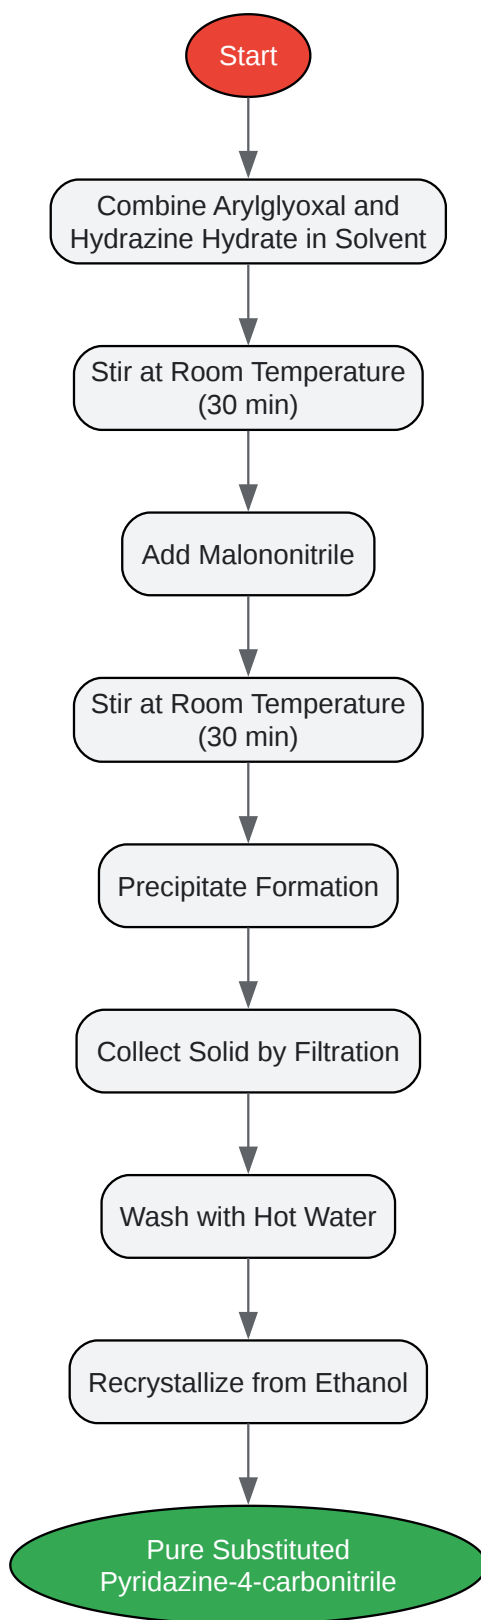 Start
Combine Arylglyoxal and
Hydrazine Hydrate in Solvent
Stir at Room Temperature
(30 min)
Add Malononitrile
Stir at Room Temperature
(30 min)
Precipitate Formation
Collect Solid by Filtration
Wash with Hot Water
Recrystallize from Ethanol
Pure Substituted
Pyridazine-4-carbonitrile